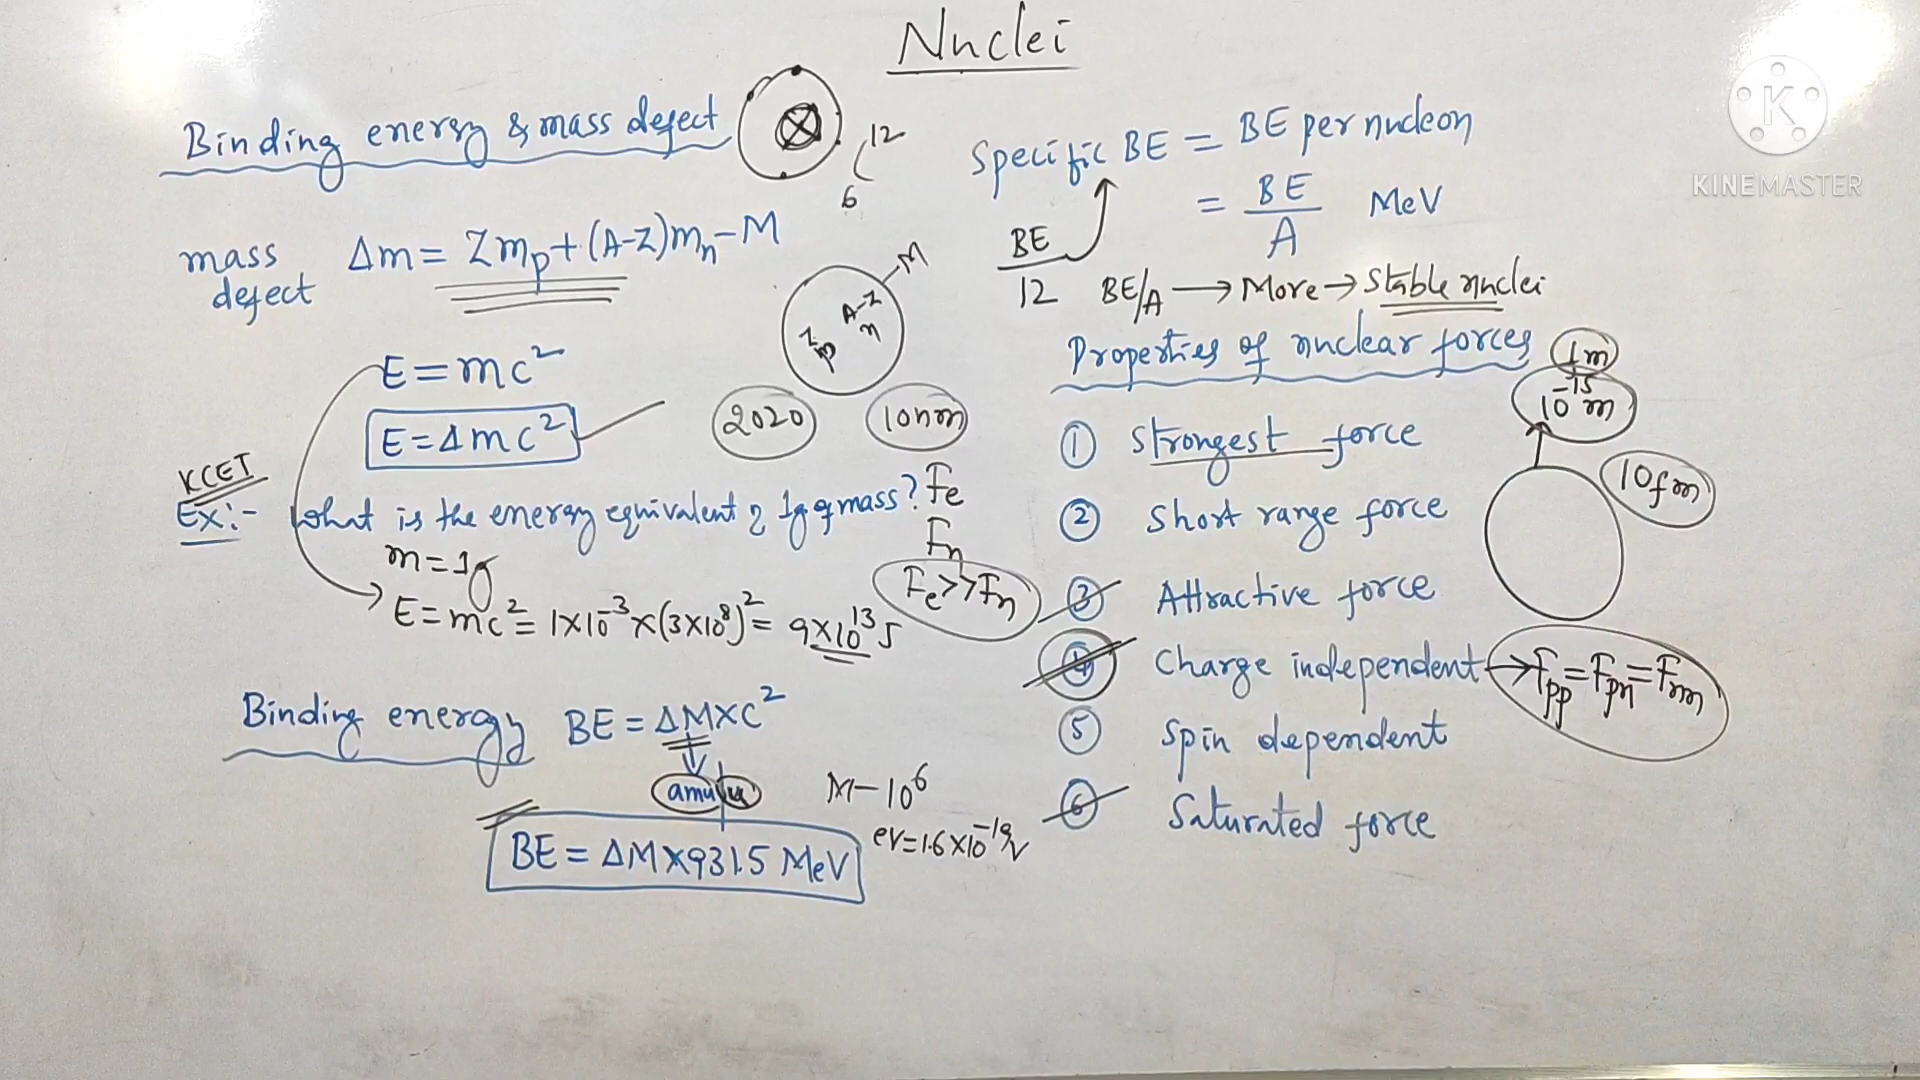 Nuclei
Binding energy & mass defect
12
6
mass defect Δm = Zmp + (A-Z)mn - M
M
Z p
A-Z n
E = mc²
E = Δmc²
2020
10nm
KCET
Ex:- What is the energy equivalent of 1g of mass?
m = 1g
E = mc² = 1×10⁻³×(3×10⁸)² = 9×10¹³ J
Fe
Fn
Fe>>Fn
Binding energy BE = ΔM×C²
amu u
BE = ΔM×931.5 MeV
M - 10⁶
eV = 1.6×10⁻¹⁹ V
Specific BE = BE per nucleon
= BE/A MeV
BE/12
BE/A → More → Stable nuclei
Properties of nuclear forces
fm
10⁻¹⁵ m
10fm
① Strongest force
② Short range force
③ Attractive force
④ Charge independent → Fpp = Fpn = Fnn
⑤ Spin dependent
⑥ Saturated force
K
KINEMASTER